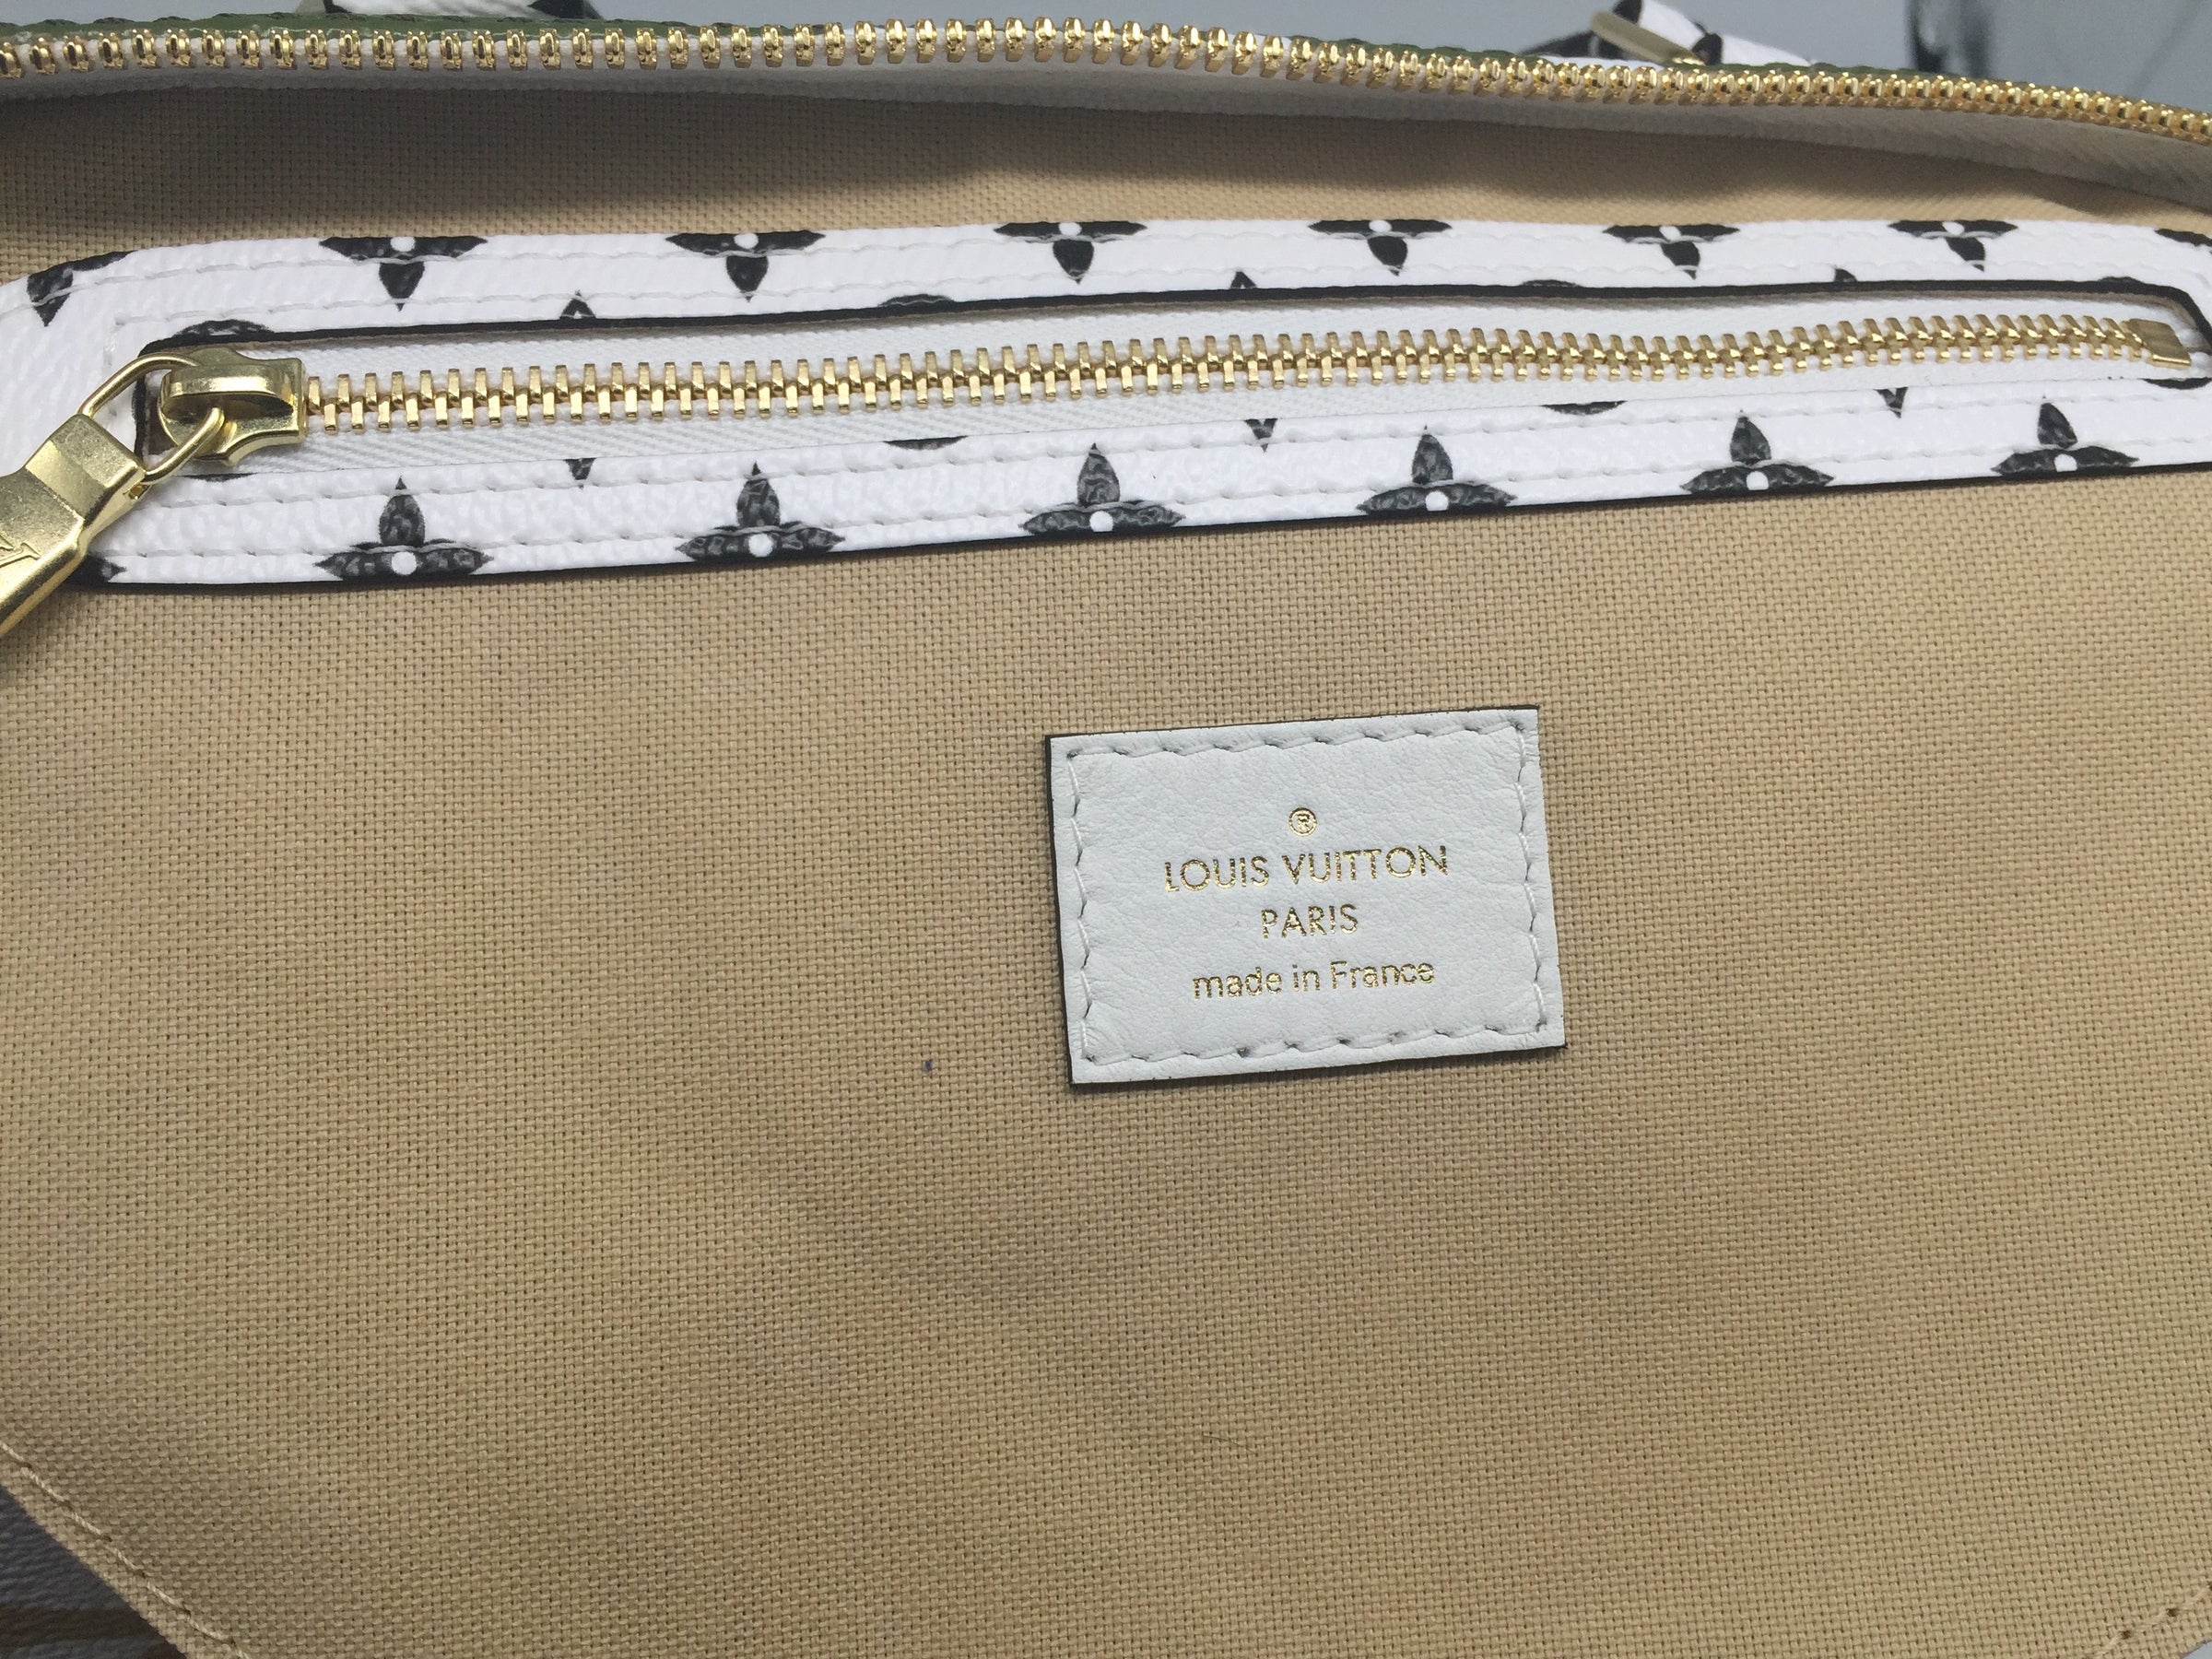 ®
LOUIS VUITTON
PARIS
made in France